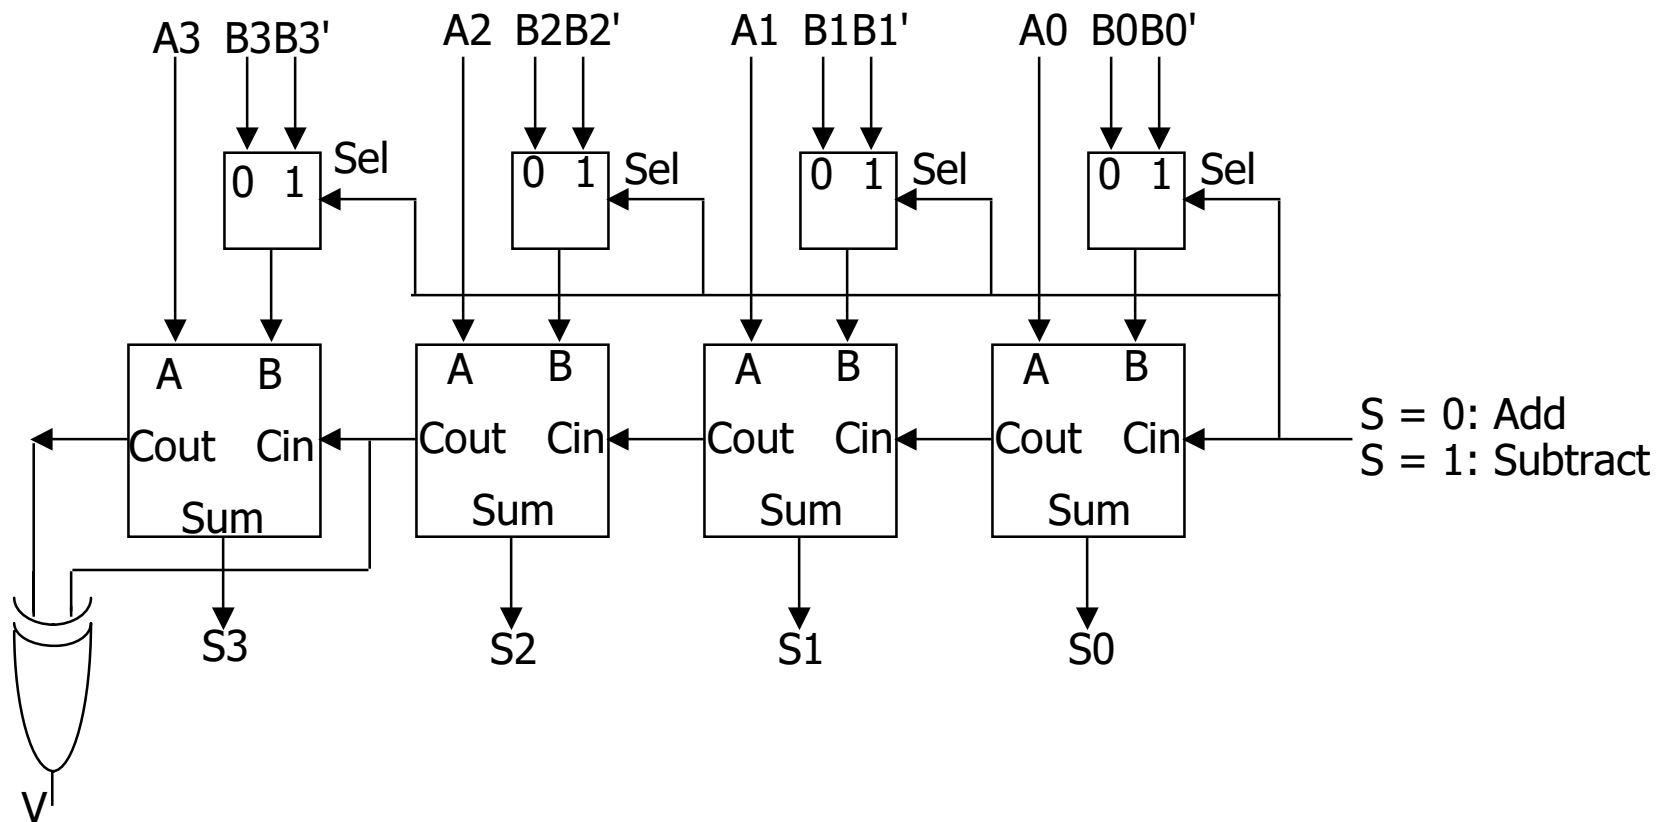 A3 B3B3' A2 B2B2' A1 B1B1' A0 B0B0'
0 1 Sel 0 1 Sel 0 1 Sel 0 1 Sel
A B A B A B A B
S = 0: Add
Cout Cin Cout Cin Cout Cin Cout Cin
S = 1: Subtract
Sum Sum Sum Sum
S3 S2 S1 S0
V